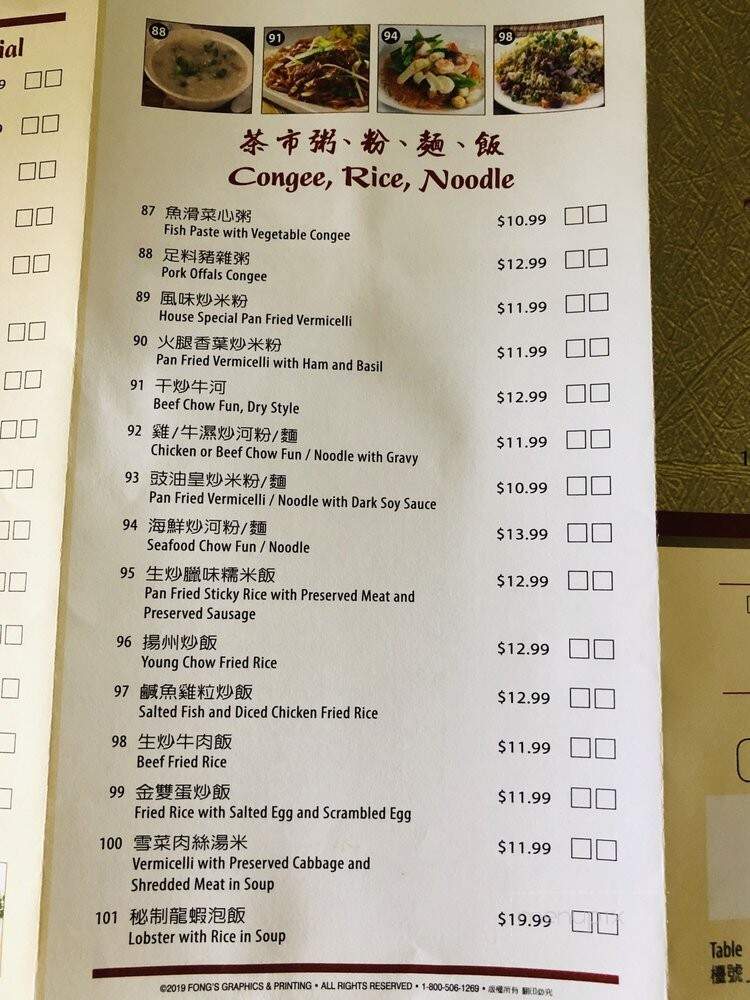 ial
88
91
94
98
茶市粥、粉、麵、飯
Congee, Rice, Noodle
87 魚滑菜心粥 $10.99
Fish Paste with Vegetable Congee
88 足料豬雜粥 $12.99
Pork Offals Congee
89 風味炒米粉 $11.99
House Special Pan Fried Vermicelli
90 火腿香葉炒米粉 $11.99
Pan Fried Vermicelli with Ham and Basil
91 干炒牛河 $12.99
Beef Chow Fun, Dry Style
92 雞/牛濕炒河粉/麵 $11.99
Chicken or Beef Chow Fun / Noodle with Gravy
93 豉油皇炒米粉/麵 $10.99
Pan Fried Vermicelli / Noodle with Dark Soy Sauce
94 海鮮炒河粉/麵 $13.99
Seafood Chow Fun / Noodle
95 生炒臘味糯米飯 $12.99
Pan Fried Sticky Rice with Preserved Meat and
Preserved Sausage
96 揚州炒飯 $12.99
Young Chow Fried Rice
97 鹹魚雞粒炒飯 $12.99
Salted Fish and Diced Chicken Fried Rice
98 生炒牛肉飯 $11.99
Beef Fried Rice
99 金雙蛋炒飯 $11.99
Fried Rice with Salted Egg and Scrambled Egg
100 雪菜肉絲湯米 $11.99
Vermicelli with Preserved Cabbage and
Shredded Meat in Soup
101 秘制龍蝦泡飯 $19.99
Lobster with Rice in Soup
©2019 FONG'S GRAPHICS & PRINTING • ALL RIGHTS RESERVED • 1-800-506-1269 • 版權所有 翻印必究
Table
檯號